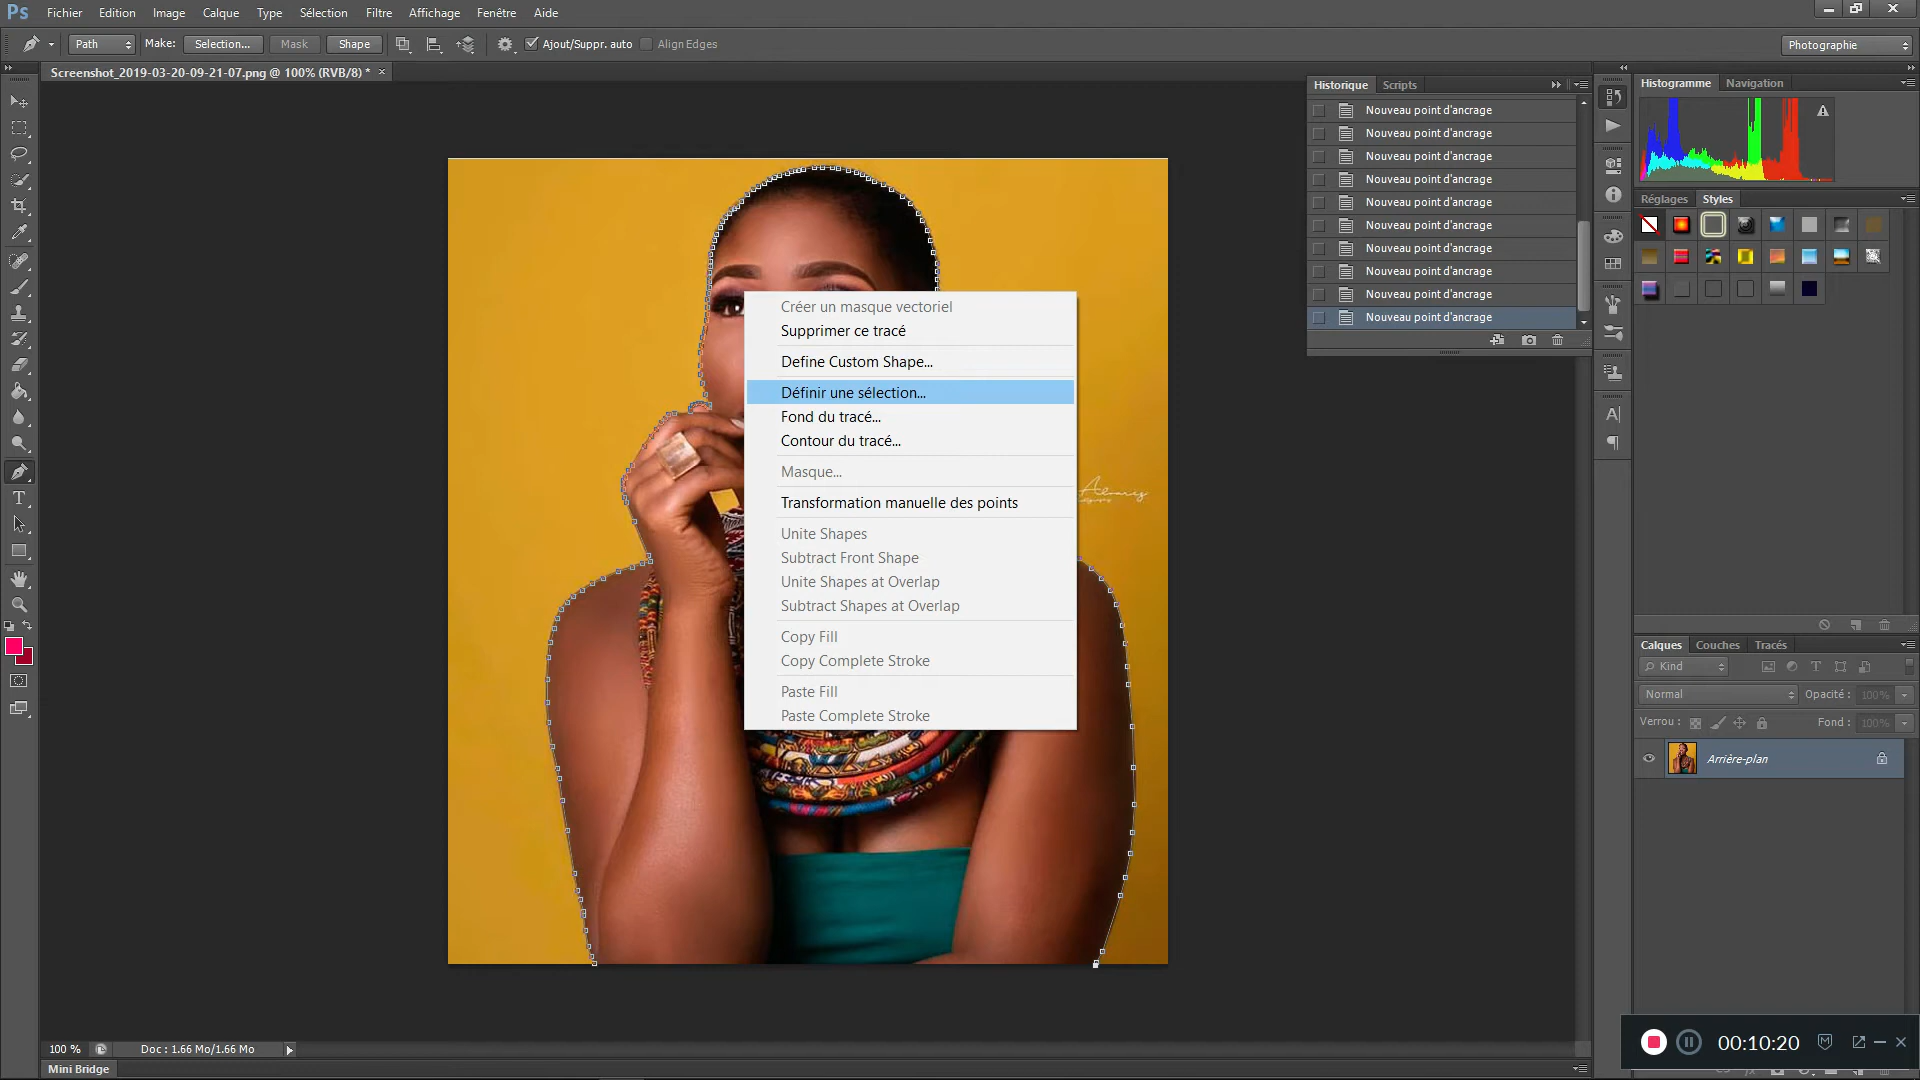 Ps Fichier Edition Image Calque Type Sélection Filtre Affichage Fenêtre Aide
Path Make: Selection... Mask Shape Ajout/Suppr. auto Align Edges Photographie
Screenshot_2019-03-20-09-21-07.png @ 100% (RVB/8) * ×
Historique Scripts
Nouveau point d'ancrage
Nouveau point d'ancrage
Nouveau point d'ancrage
Nouveau point d'ancrage
Nouveau point d'ancrage
Nouveau point d'ancrage
Nouveau point d'ancrage
Nouveau point d'ancrage
Nouveau point d'ancrage
Nouveau point d'ancrage
Histogramme Navigation
Réglages Styles
Créer un masque vectoriel
Supprimer ce tracé
Define Custom Shape...
Définir une sélection...
Fond du tracé...
Contour du tracé...
Masque...
Transformation manuelle des points
Unite Shapes
Subtract Front Shape
Unite Shapes at Overlap
Subtract Shapes at Overlap
Copy Fill
Copy Complete Stroke
Paste Fill
Paste Complete Stroke
Calques Couches Tracés
Kind
Normal Opacité : 100%
Verrou : Fond : 100%
Arrière-plan
100 % Doc : 1.66 Mo/1.66 Mo
Mini Bridge
00:10:20